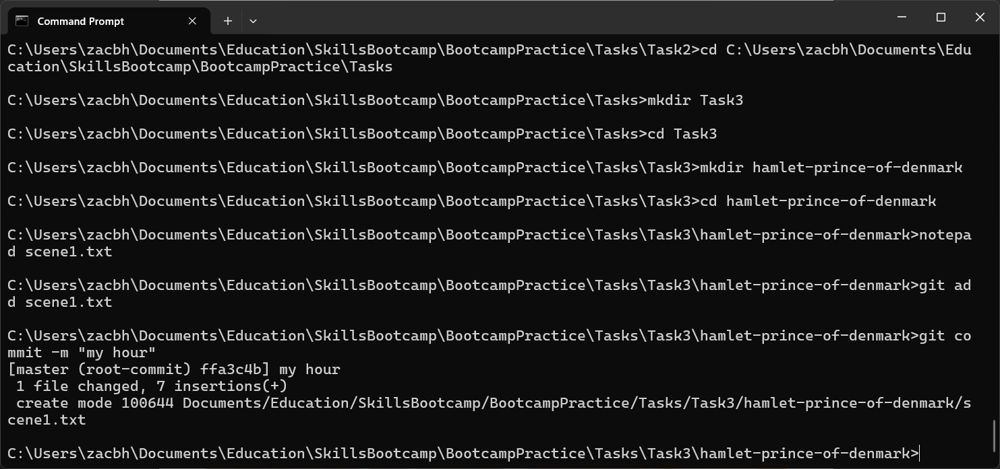 Command Prompt
C:\Users\zacbh\Documents\Education\SkillsBootcamp\BootcampPractice\Tasks\Task2>cd C:\Users\zacbh\Documents\Edu
cation\SkillsBootcamp\BootcampPractice\Tasks
C:\Users\zacbh\Documents\Education\SkillsBootcamp\BootcampPractice\Tasks>mkdir Task3
C:\Users\zacbh\Documents\Education\SkillsBootcamp\BootcampPractice\Tasks>cd Task3
C:\Users\zacbh\Documents\Education\SkillsBootcamp\BootcampPractice\Tasks\Task3>mkdir hamlet-prince-of-denmark
C:\Users\zacbh\Documents\Education\SkillsBootcamp\BootcampPractice\Tasks\Task3>cd hamlet-prince-of-denmark
C:\Users\zacbh\Documents\Education\SkillsBootcamp\BootcampPractice\Tasks\Task3\hamlet-prince-of-denmark>notepa
d scene1.txt
C:\Users\zacbh\Documents\Education\SkillsBootcamp\BootcampPractice\Tasks\Task3\hamlet-prince-of-denmark>git ad
d scene1.txt
C:\Users\zacbh\Documents\Education\SkillsBootcamp\BootcampPractice\Tasks\Task3\hamlet-prince-of-denmark>git co
mmit -m "my hour"
[master (root-commit) ffa3c4b] my hour
 1 file changed, 7 insertions(+)
 create mode 100644 Documents/Education/SkillsBootcamp/BootcampPractice/Tasks/Task3/hamlet-prince-of-denmark/s
cene1.txt
C:\Users\zacbh\Documents\Education\SkillsBootcamp\BootcampPractice\Tasks\Task3\hamlet-prince-of-denmark>